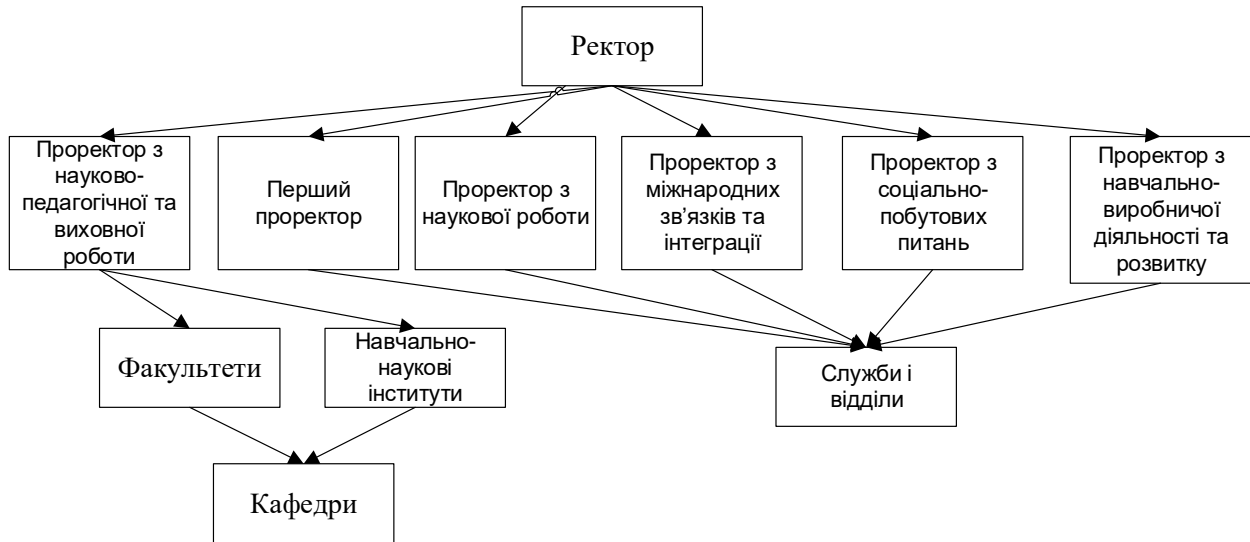 Ректор
Проректор з
науково-
педагогічної та
виховної
роботи
Перший
проректор
Проректор з
наукової роботи
Проректор з
міжнародних
зв’язків та
інтеграції
Проректор з
соціально-
побутових
питань
Проректор з
навчально-
виробничої
діяльності та
розвитку
Факультети
Навчально-
наукові
інститути
Служби і
відділи
Кафедри